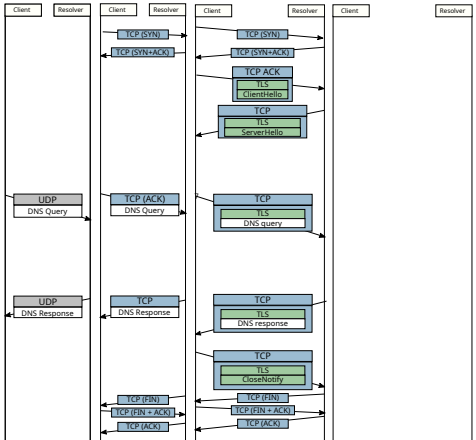 Client Resolver Client Resolver Client Resolver Client Resolver
TCP (SYN) TCP (SYN)
TCP (SYN+ACK) TCP (SYN+ACK)
TCP ACK
TLS
ClientHello
TCP
TLS
ServerHello
UDP TCP (ACK) TCP
DNS Query DNS Query TLS
DNS query
UDP TCP TCP
DNS Response DNS Response TLS
DNS response
TCP
TLS
CloseNotify
TCP (FIN) TCP (FIN)
TCP (FIN + ACK) TCP (FIN + ACK)
TCP (ACK) TCP (ACK)